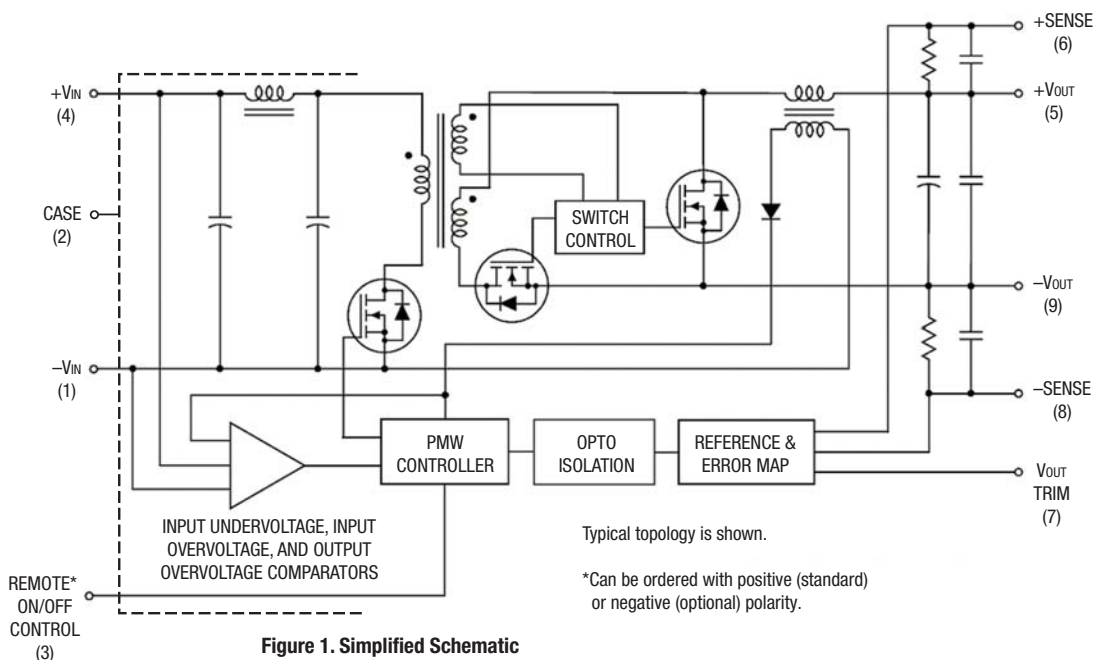 +SENSE
(6)
+VIN
(4)
+VOUT
(5)
CASE
(2)
SWITCH
CONTROL
–VOUT
(9)
–VIN
(1)
–SENSE
(8)
PMW
CONTROLLER
OPTO
ISOLATION
REFERENCE &
ERROR MAP
VOUT
TRIM
(7)
INPUT UNDERVOLTAGE, INPUT
OVERVOLTAGE, AND OUTPUT
OVERVOLTAGE COMPARATORS
Typical topology is shown.
*Can be ordered with positive (standard)
or negative (optional) polarity.
REMOTE*
ON/OFF
CONTROL
(3)
Figure 1. Simplified Schematic